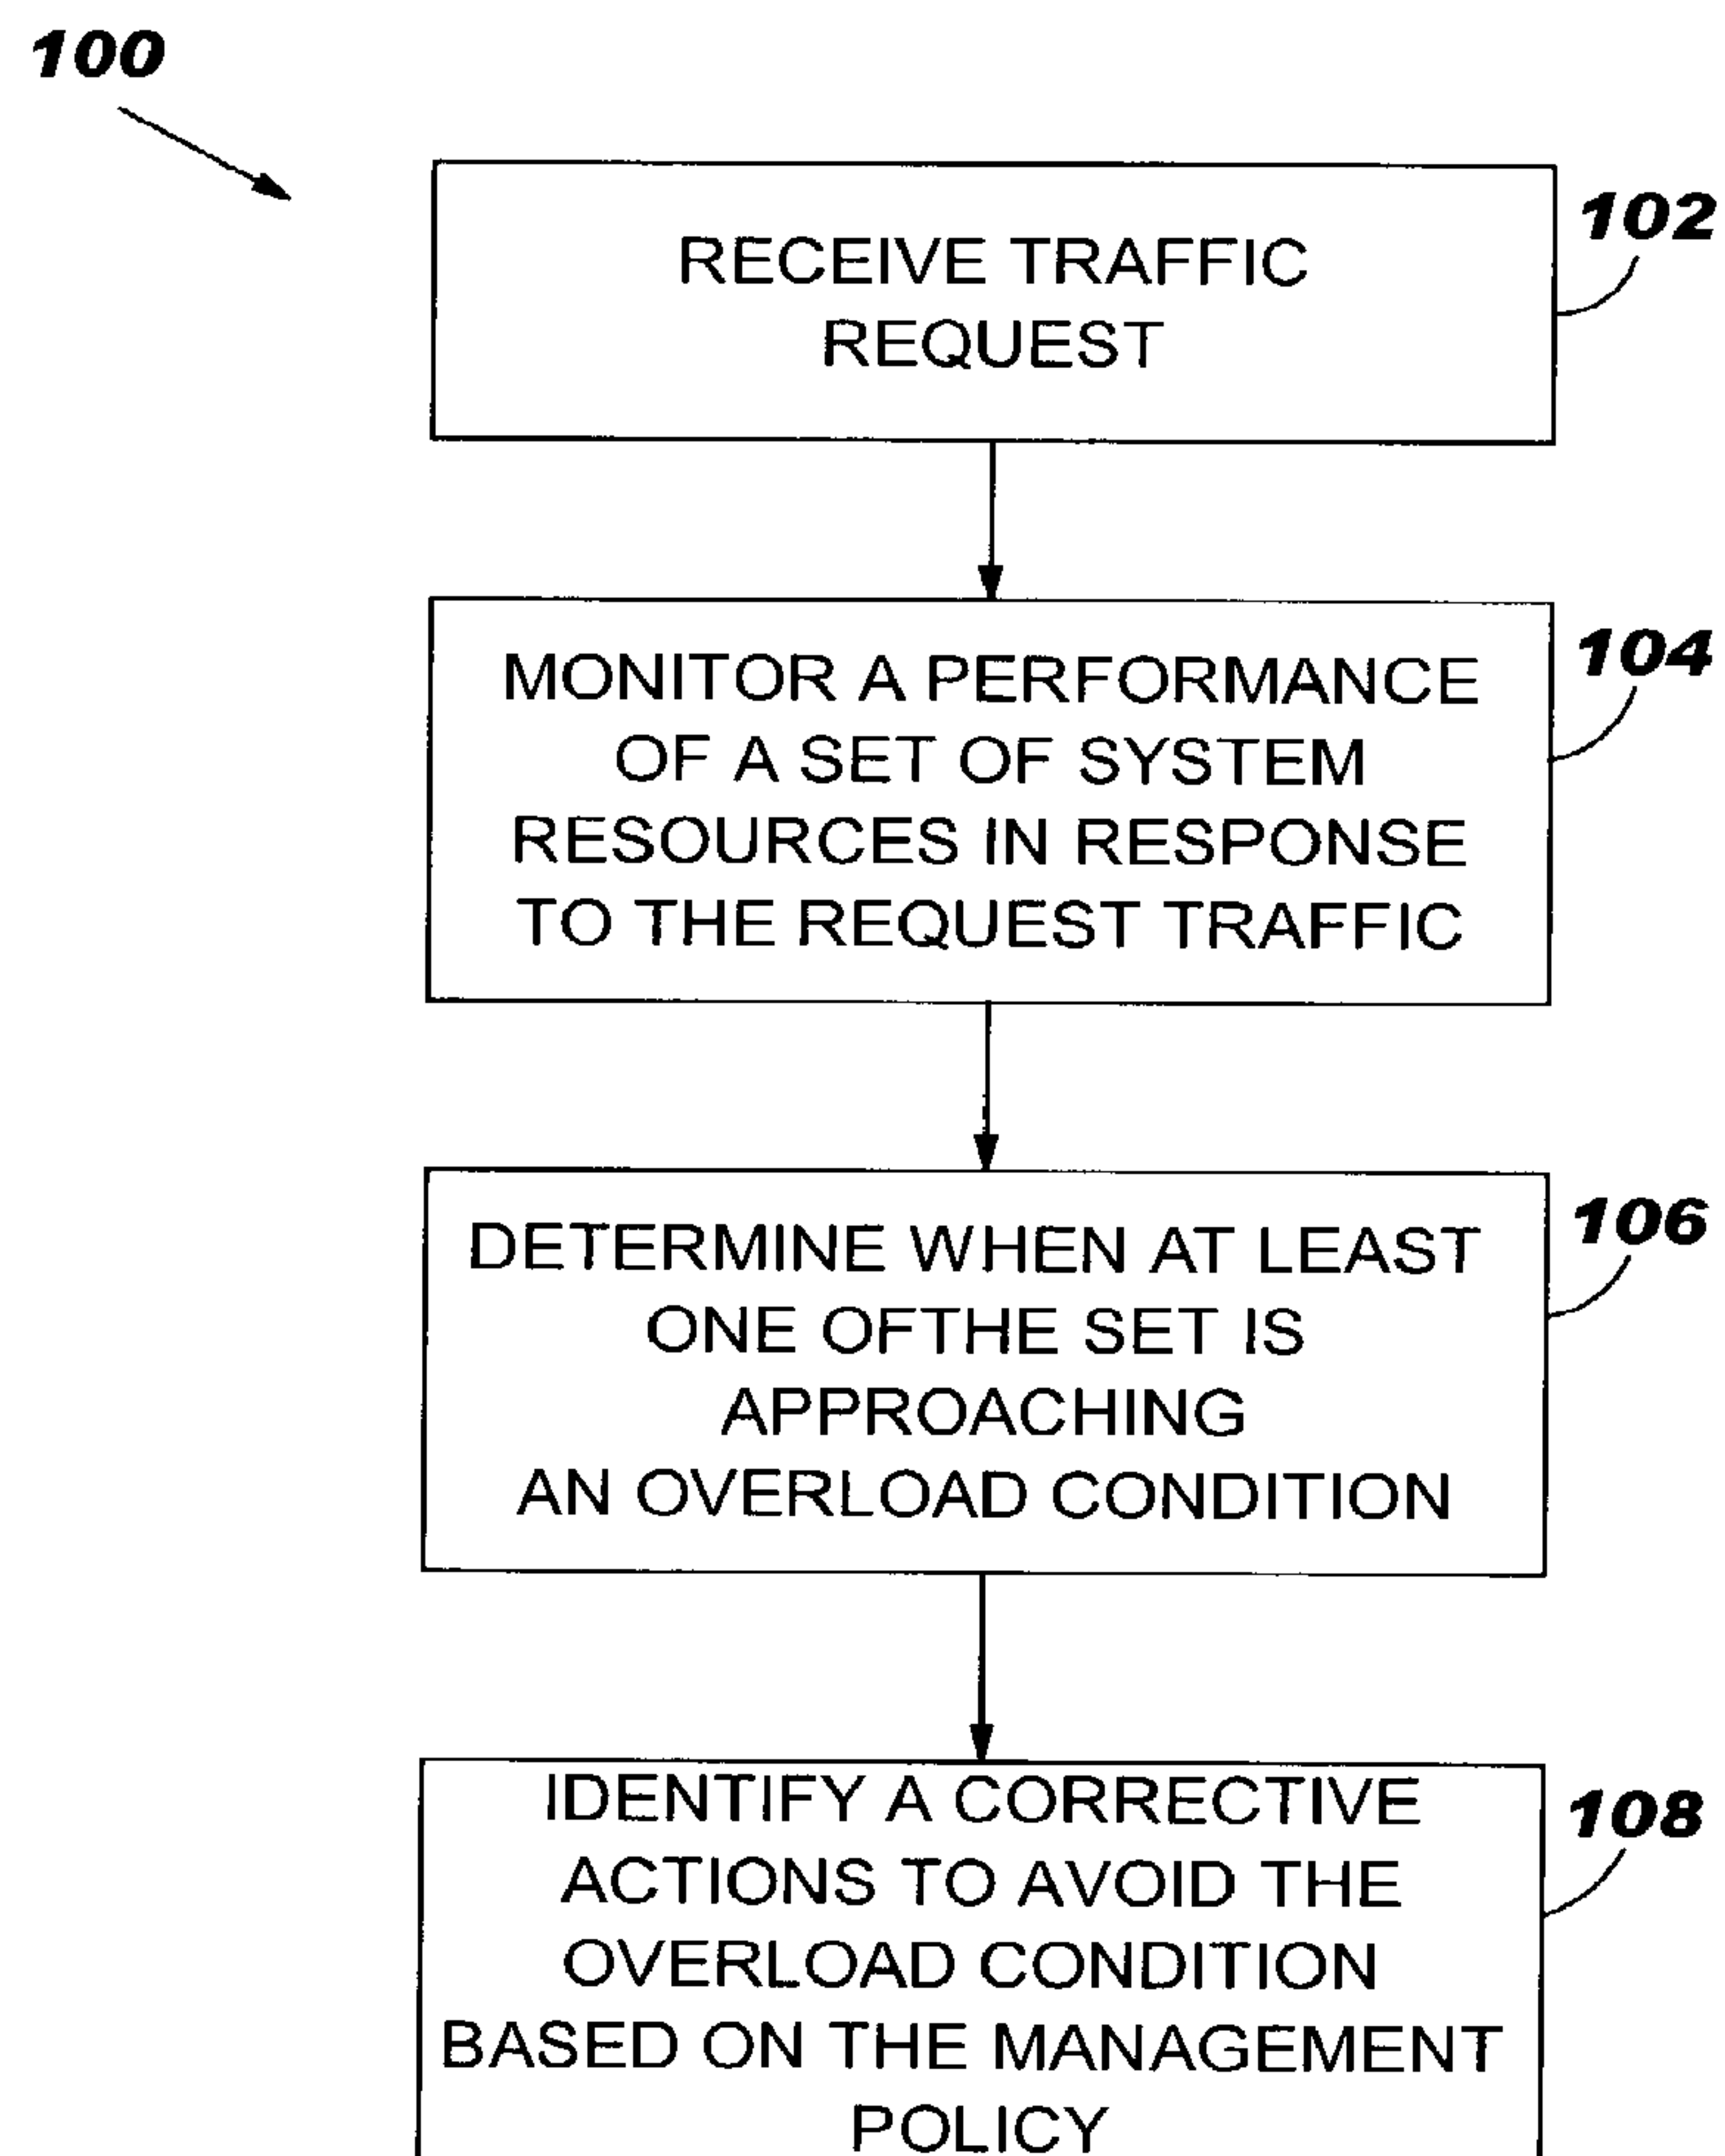 100
RECEIVE TRAFFIC
REQUEST
102
MONITOR A PERFORMANCE
OF A SET OF SYSTEM
RESOURCES IN RESPONSE
TO THE REQUEST TRAFFIC
104
DETERMINE WHEN AT LEAST
ONE OFTHE SET IS
APPROACHING
AN OVERLOAD CONDITION
106
IDENTIFY A CORRECTIVE
ACTIONS TO AVOID THE
OVERLOAD CONDITION
BASED ON THE MANAGEMENT
POLICY
108